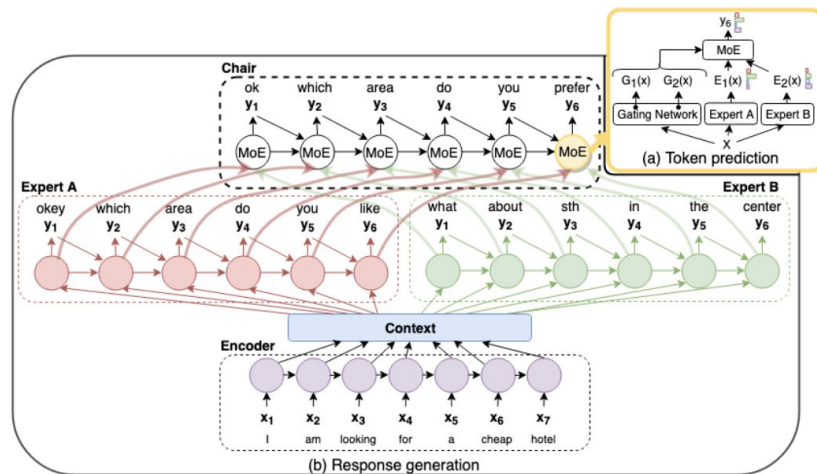 y6
MoE
G1(x) G2(x) E1(x) E2(x)
Gating Network Expert A Expert B
X
(a) Token prediction
Chair
ok which area do you prefer
y1 y2 y3 y4 y5 y6
MoE MoE MoE MoE MoE MoE
Expert A
okey which area do you like
y1 y2 y3 y4 y5 y6
Expert B
what about sth in the center
y1 y2 y3 y4 y5 y6
Context
Encoder
x1 x2 x3 x4 x5 x6 x7
I am looking for a cheap hotel
(b) Response generation